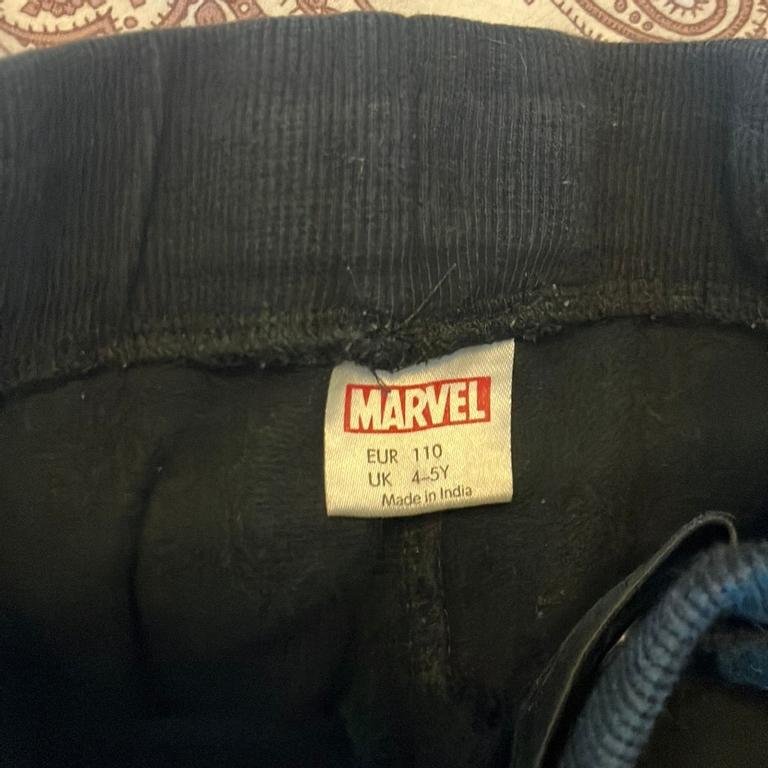 MARVEL
EUR 110
UK 4-5Y
Made in India